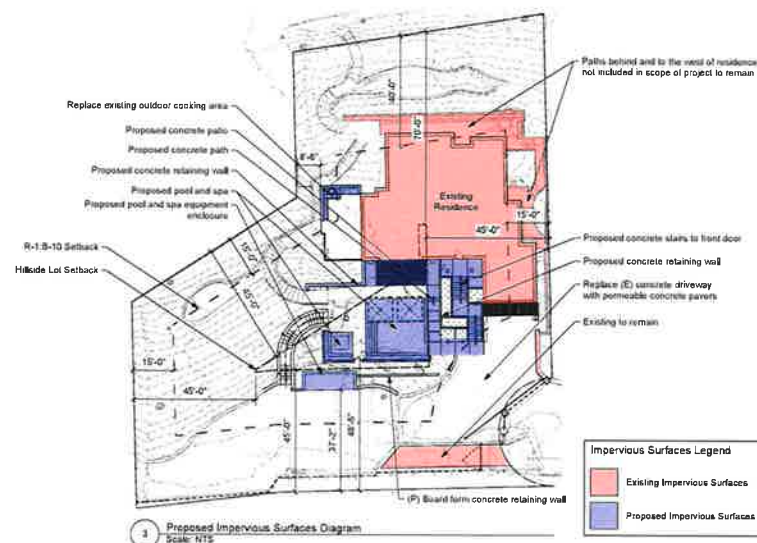 Paths behind and to the west of residence
not included in scope of project to remain
40'-0"
70'-0"
Replace existing outdoor cooking area
Proposed concrete patio
Proposed concrete path
Proposed concrete retaining wall
Proposed pool and spa
Proposed pool and spa equipment
enclosure
Existing
Residence
15'-0"
45'-0"
R-1:B-10 Setback
Hillside Lot Setback
15'-0"
45'-0"
15'-0"
45'-0"
Proposed concrete stairs to front door
Proposed concrete retaining wall
Replace (E) concrete driveway
with permeable concrete pavers
Existing to remain
45'-0"
37'-2"
(P) Board form concrete retaining wall
Impervious Surfaces Legend
Existing Impervious Surfaces
Proposed Impervious Surfaces
3
Proposed Impervious Surfaces Diagram
Scale: NTS